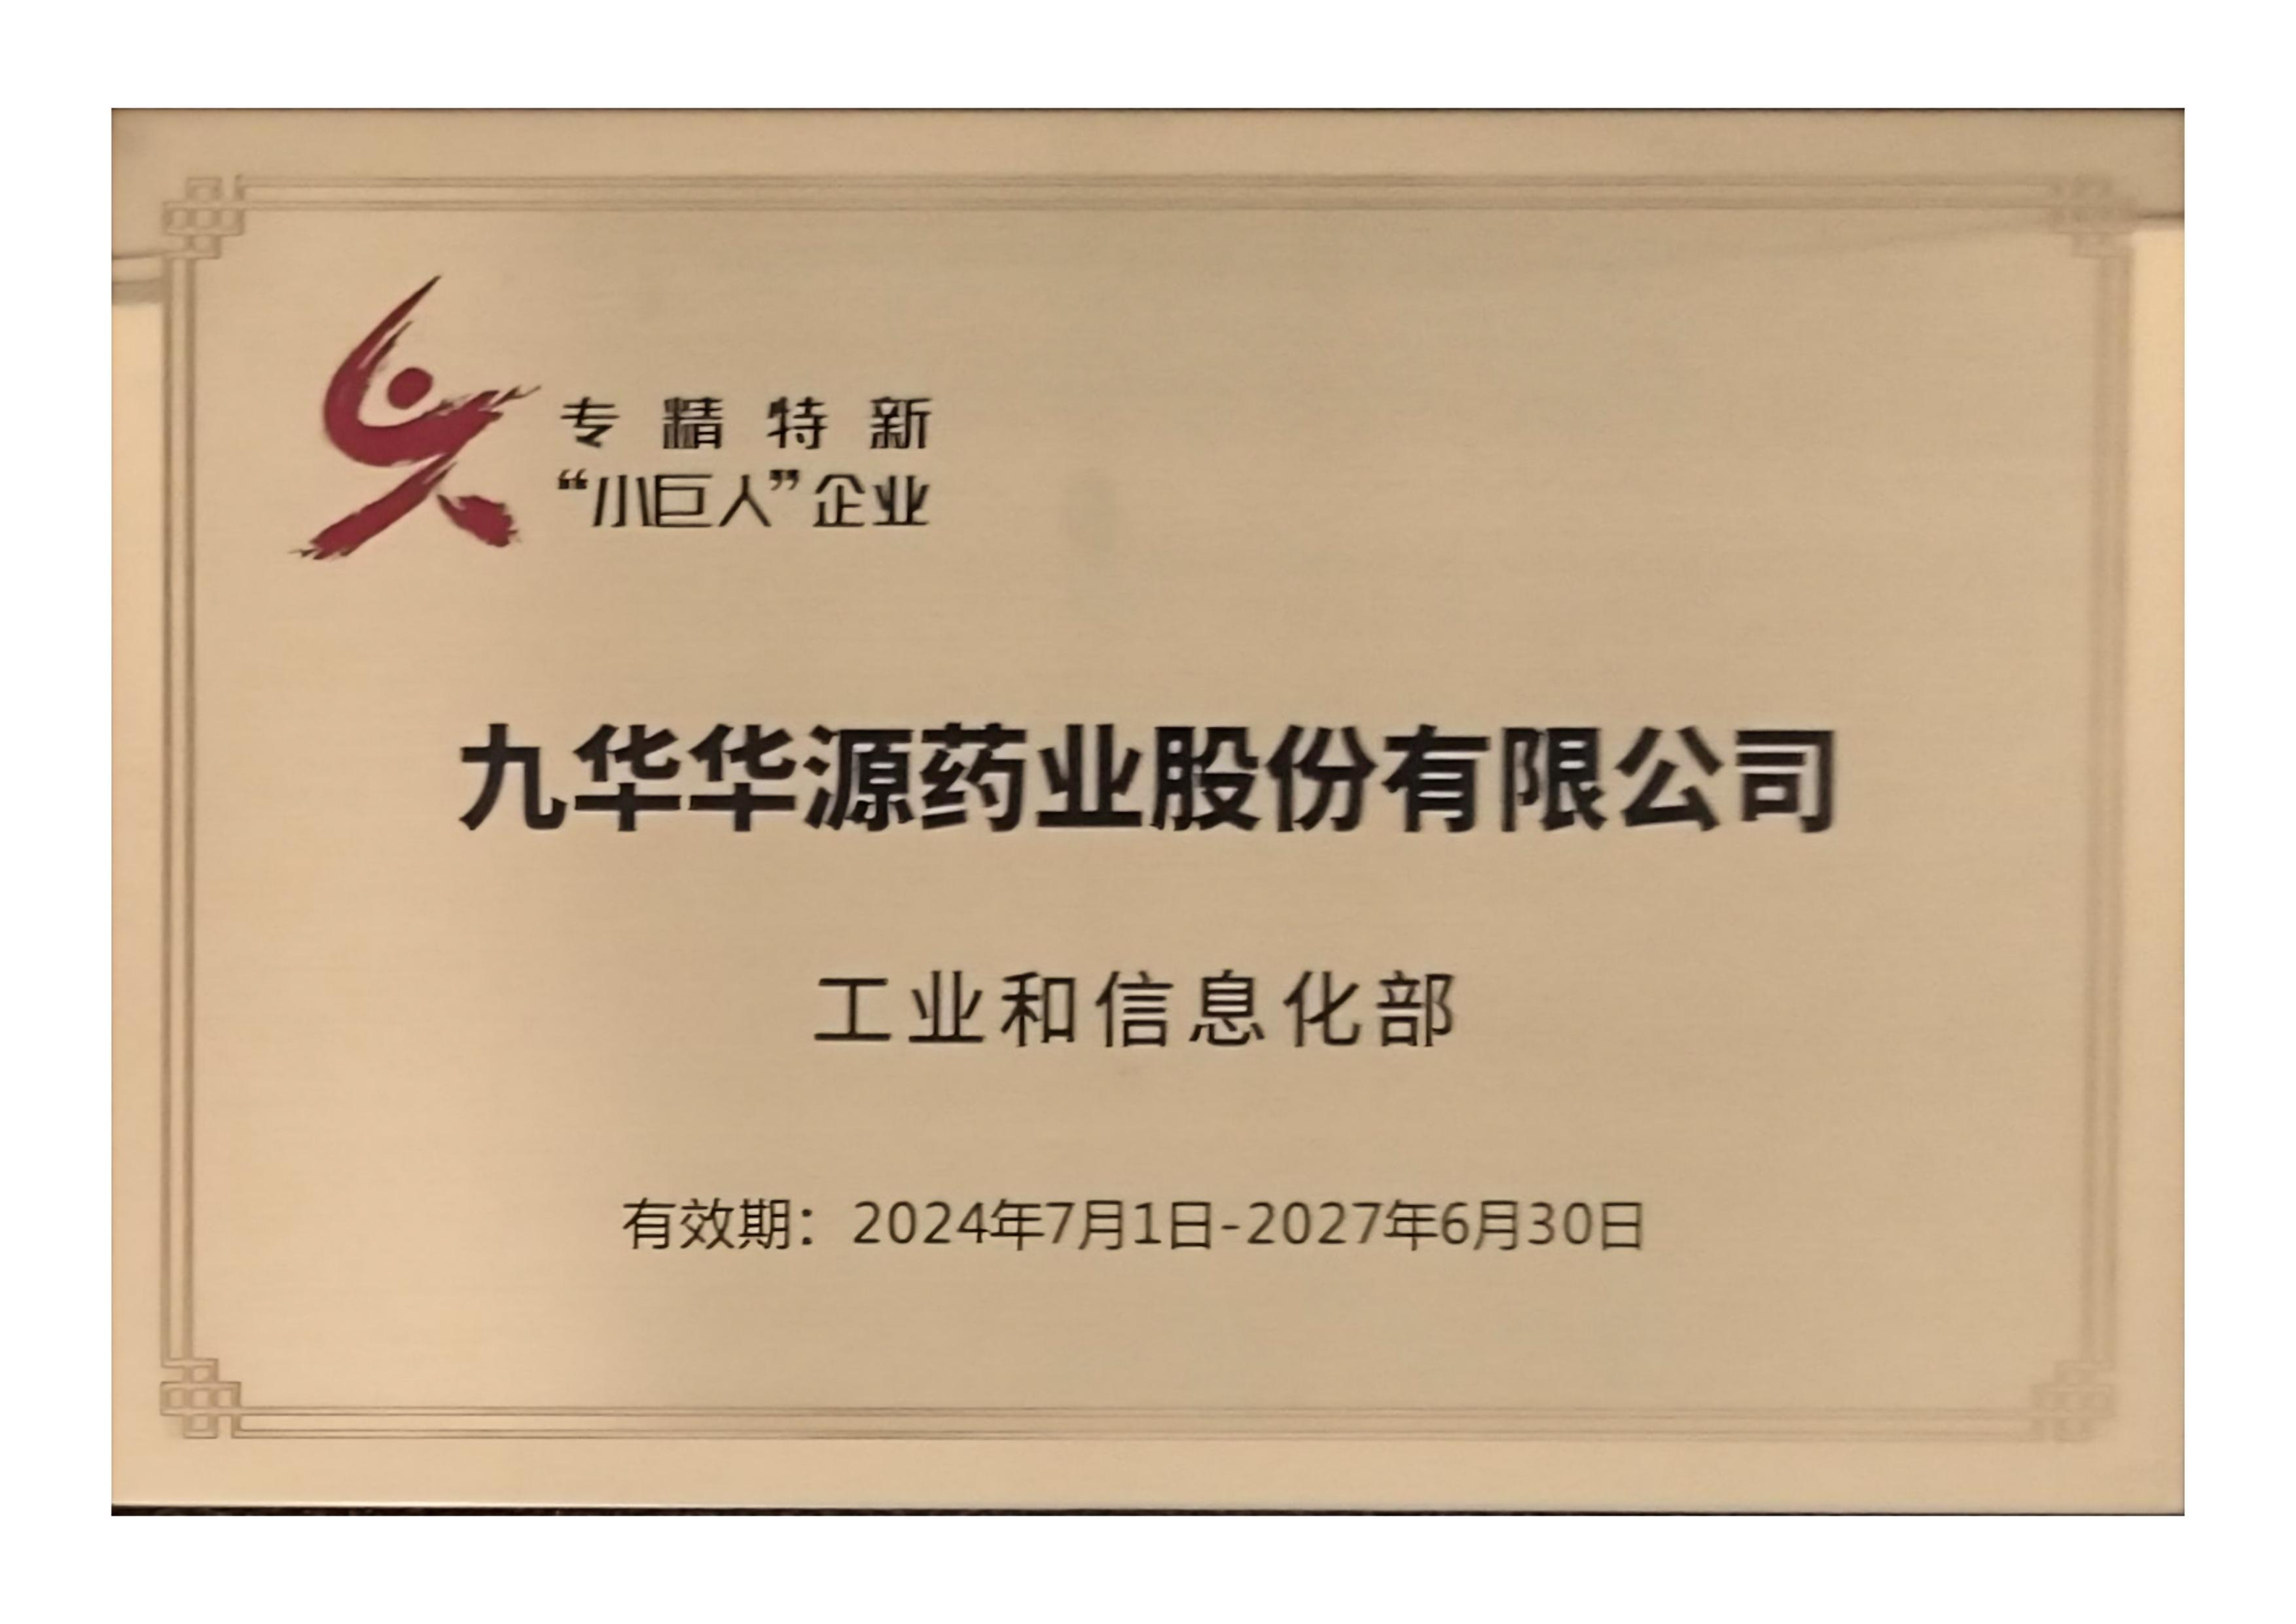 专精特新
“小巨人”企业
九华华源药业股份有限公司
工业和信息化部
有效期：2024年7月1日-2027年6月30日